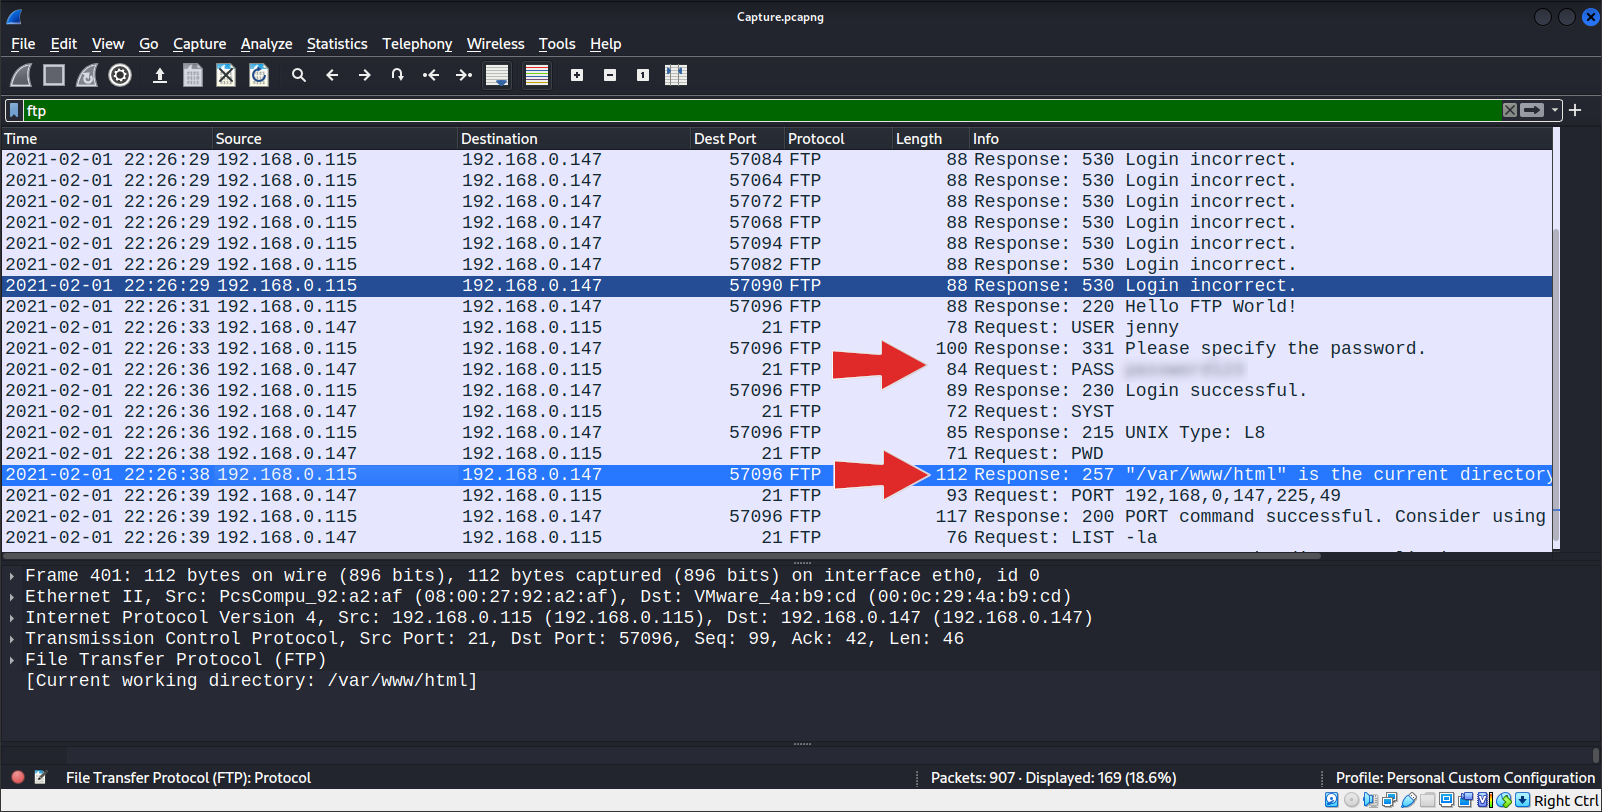 Capture.pcapng
File Edit View Go Capture Analyze Statistics Telephony Wireless Tools Help
ftp
Time Source Destination Dest Port Protocol Length Info
2021-02-01 22:26:29 192.168.0.115 192.168.0.147 57084 FTP 88 Response: 530 Login incorrect.
2021-02-01 22:26:29 192.168.0.115 192.168.0.147 57064 FTP 88 Response: 530 Login incorrect.
2021-02-01 22:26:29 192.168.0.115 192.168.0.147 57072 FTP 88 Response: 530 Login incorrect.
2021-02-01 22:26:29 192.168.0.115 192.168.0.147 57068 FTP 88 Response: 530 Login incorrect.
2021-02-01 22:26:29 192.168.0.115 192.168.0.147 57094 FTP 88 Response: 530 Login incorrect.
2021-02-01 22:26:29 192.168.0.115 192.168.0.147 57082 FTP 88 Response: 530 Login incorrect.
2021-02-01 22:26:29 192.168.0.115 192.168.0.147 57090 FTP 88 Response: 530 Login incorrect.
2021-02-01 22:26:31 192.168.0.115 192.168.0.147 57096 FTP 88 Response: 220 Hello FTP World!
2021-02-01 22:26:33 192.168.0.147 192.168.0.115 21 FTP 78 Request: USER jenny
2021-02-01 22:26:33 192.168.0.115 192.168.0.147 57096 FTP 100 Response: 331 Please specify the password.
2021-02-01 22:26:36 192.168.0.147 192.168.0.115 21 FTP 84 Request: PASS
2021-02-01 22:26:36 192.168.0.115 192.168.0.147 57096 FTP 89 Response: 230 Login successful.
2021-02-01 22:26:36 192.168.0.147 192.168.0.115 21 FTP 72 Request: SYST
2021-02-01 22:26:36 192.168.0.115 192.168.0.147 57096 FTP 85 Response: 215 UNIX Type: L8
2021-02-01 22:26:38 192.168.0.147 192.168.0.115 21 FTP 71 Request: PWD
2021-02-01 22:26:38 192.168.0.115 192.168.0.147 57096 FTP 112 Response: 257 "/var/www/html" is the current directory
2021-02-01 22:26:39 192.168.0.147 192.168.0.115 21 FTP 93 Request: PORT 192,168,0,147,225,49
2021-02-01 22:26:39 192.168.0.115 192.168.0.147 57096 FTP 117 Response: 200 PORT command successful. Consider using
2021-02-01 22:26:39 192.168.0.147 192.168.0.115 21 FTP 76 Request: LIST -la
Frame 401: 112 bytes on wire (896 bits), 112 bytes captured (896 bits) on interface eth0, id 0
Ethernet II, Src: PcsCompu_92:a2:af (08:00:27:92:a2:af), Dst: VMware_4a:b9:cd (00:0c:29:4a:b9:cd)
Internet Protocol Version 4, Src: 192.168.0.115 (192.168.0.115), Dst: 192.168.0.147 (192.168.0.147)
Transmission Control Protocol, Src Port: 21, Dst Port: 57096, Seq: 99, Ack: 42, Len: 46
File Transfer Protocol (FTP)
[Current working directory: /var/www/html]
File Transfer Protocol (FTP): Protocol Packets: 907 · Displayed: 169 (18.6%) Profile: Personal Custom Configuration
Right Ctrl